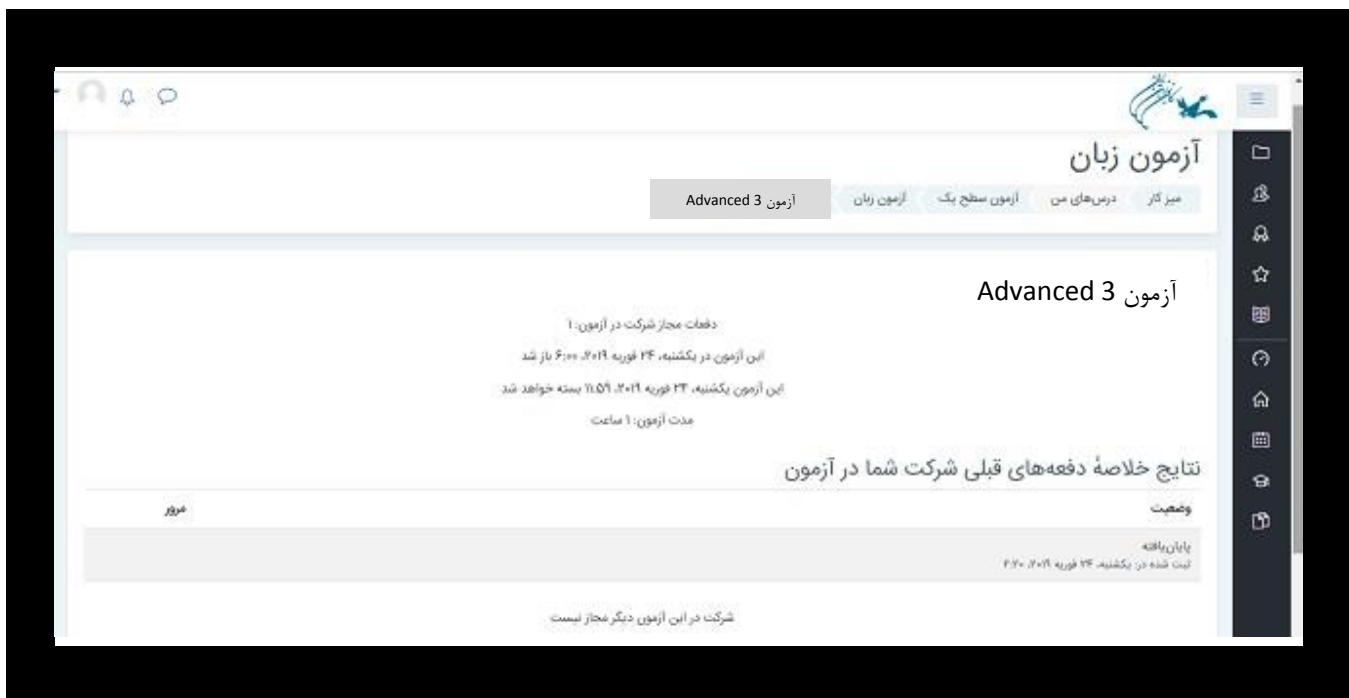 آزمون زبان
میز کار درس‌های من آزمون سطح یک آزمون زبان آزمون Advanced 3
آزمون Advanced 3
دفعات مجاز شرکت در آزمون: ۱
این آزمون در یکشنبه، ۲۴ فوریه ۲۰۱۹، ۶:۰۰ باز شد
این آزمون یکشنبه، ۲۴ فوریه ۲۰۱۹، ۱۱:۵۹ بسته خواهد شد
مدت آزمون: ۱ ساعت
نتایج خلاصهٔ دفعه‌های قبلی شرکت شما در آزمون
وضعیت مرور
پایان‌یافته
ثبت شده در: یکشنبه، ۲۴ فوریه ۲۰۱۹،
شرکت در این آزمون دیگر مجاز نیست